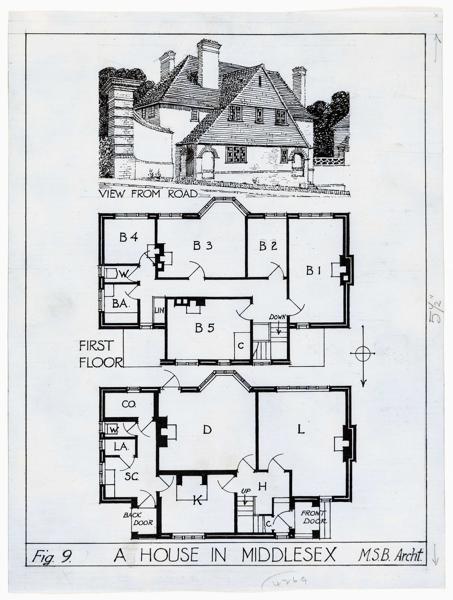 VIEW FROM ROAD
B 4
B 3
B 2
B 1
W.
BA.
LIN
B 5
C
DOWN
FIRST
FLOOR
5½"
CO.
W.
LA.
SC.
D
L
K
H
UP
C
BACK
DOOR
FRONT
DOOR
Fig. 9.
A HOUSE IN MIDDLESEX
M.S.B. Archt.
4269